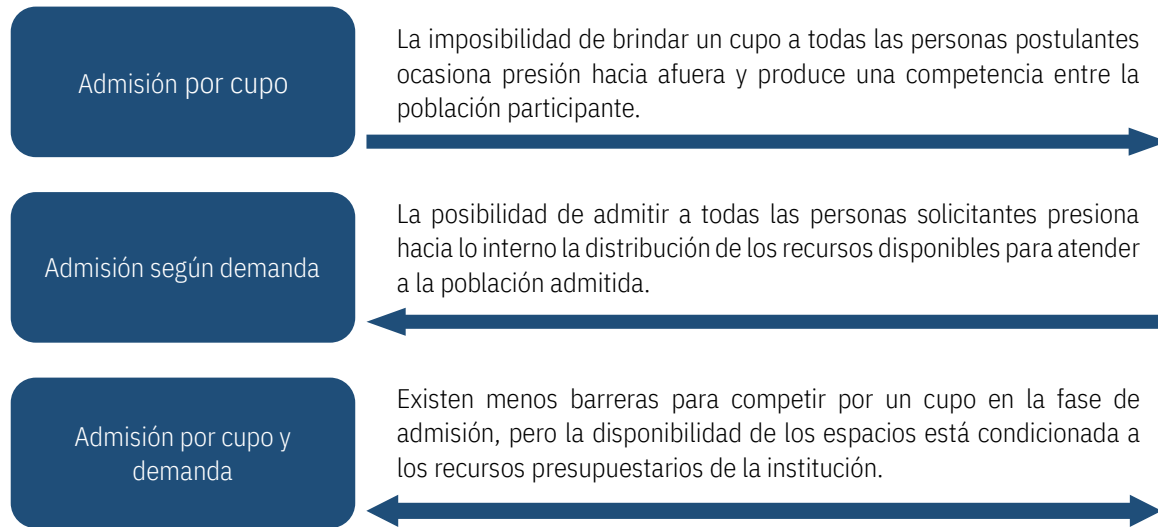 Admisión por cupo
La imposibilidad de brindar un cupo a todas las personas postulantes
ocasiona presión hacia afuera y produce una competencia entre la
población participante.
Admisión según demanda
La posibilidad de admitir a todas las personas solicitantes presiona
hacia lo interno la distribución de los recursos disponibles para atender
a la población admitida.
Admisión por cupo y
demanda
Existen menos barreras para competir por un cupo en la fase de
admisión, pero la disponibilidad de los espacios está condicionada a
los recursos presupuestarios de la institución.